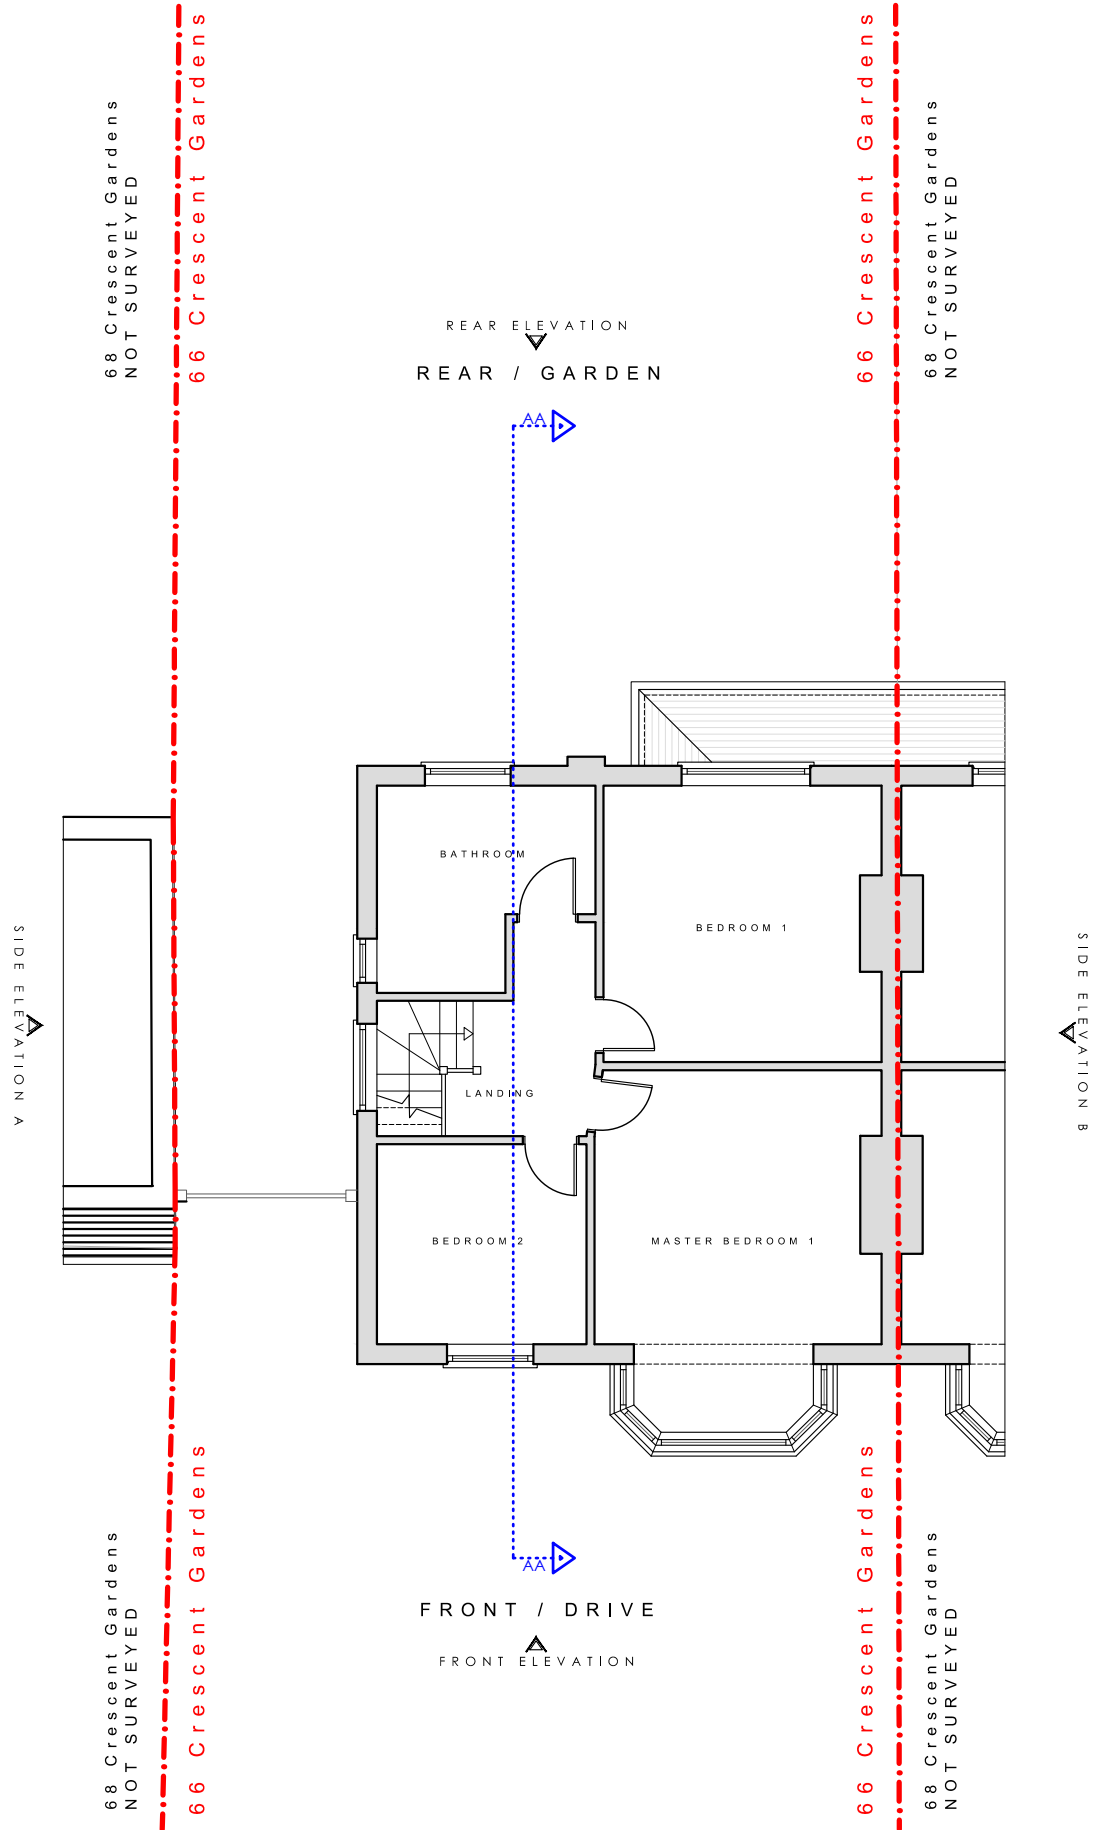 68 Crescent Gardens
NOT SURVEYED
66 Crescent Gardens
66 Crescent Gardens
68 Crescent Gardens
NOT SURVEYED
REAR ELEVATION
REAR / GARDEN
AA
BATHROOM
BEDROOM 1
SIDE ELEVATION A
SIDE ELEVATION B
LANDING
BEDROOM 2
MASTER BEDROOM 1
AA
FRONT / DRIVE
FRONT ELEVATION
68 Crescent Gardens
NOT SURVEYED
66 Crescent Gardens
66 Crescent Gardens
68 Crescent Gardens
NOT SURVEYED